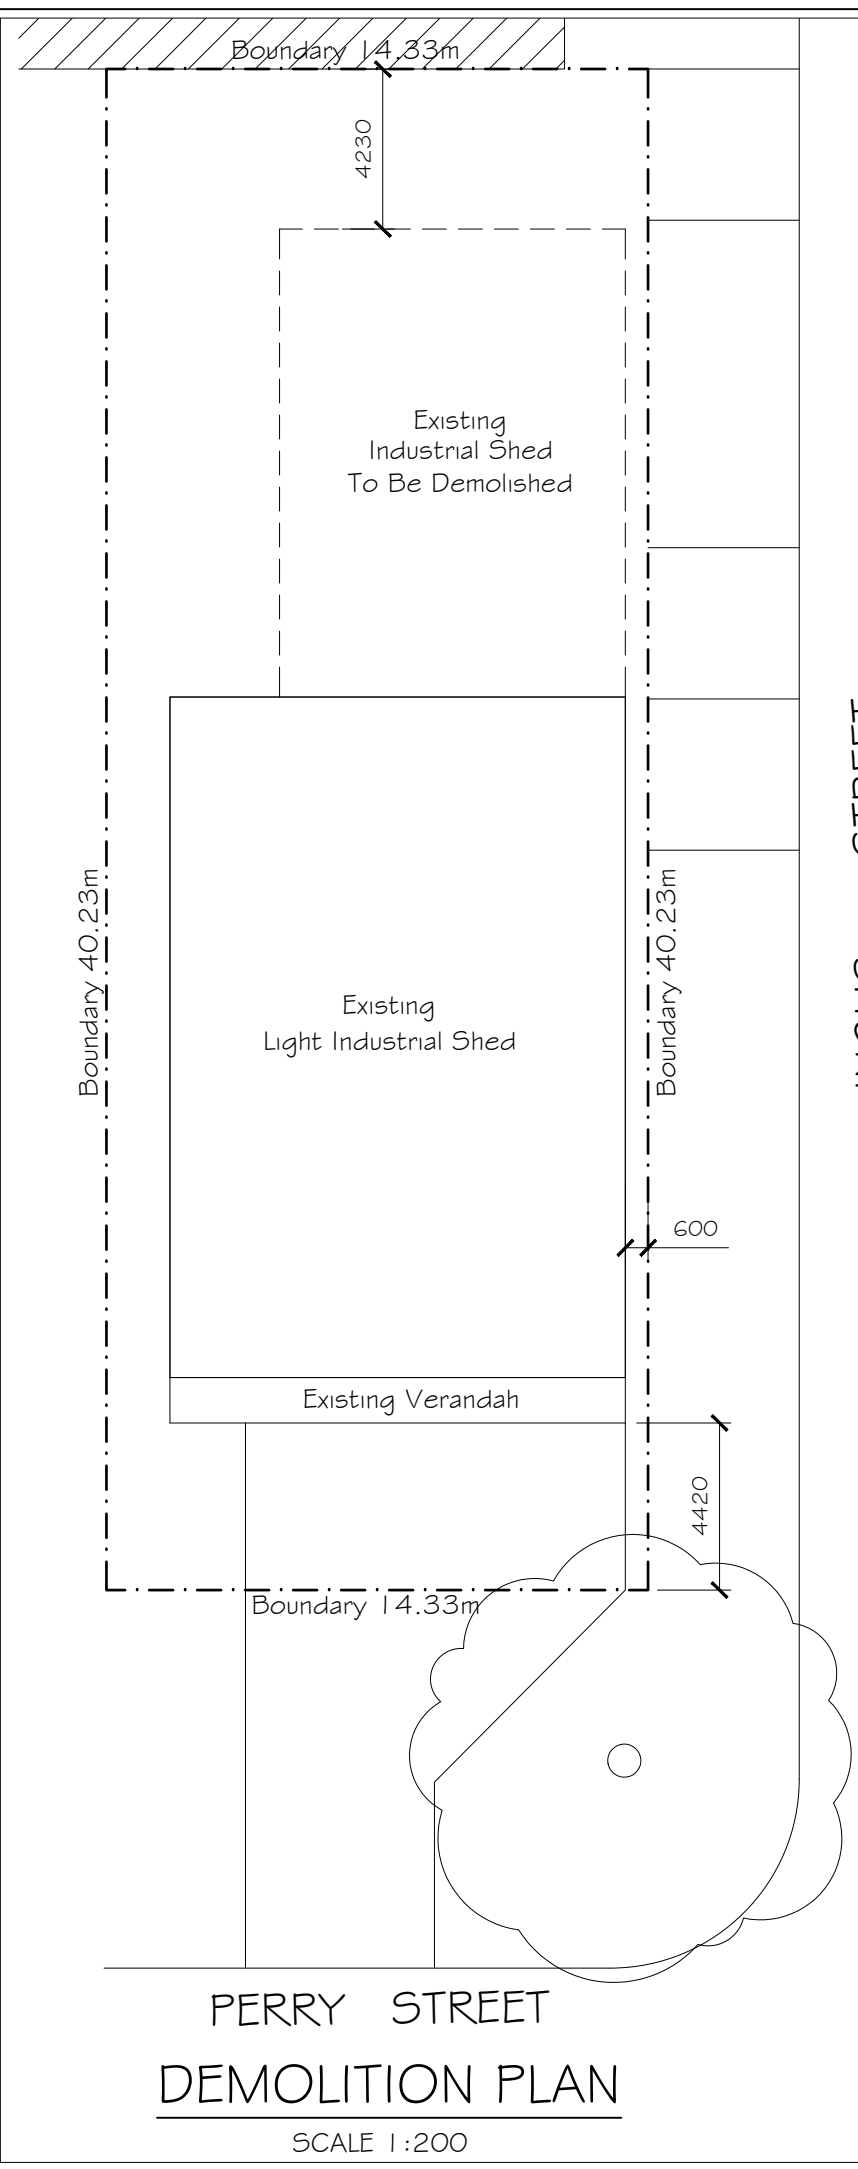 Boundary 14.33m
4230
Existing
Industrial Shed
To Be Demolished
STREET
Boundary 40.23m
Boundary 40.23m
Existing
Light Industrial Shed
600
Existing Verandah
4420
Boundary 14.33m
PERRY STREET
DEMOLITION PLAN
SCALE 1:200